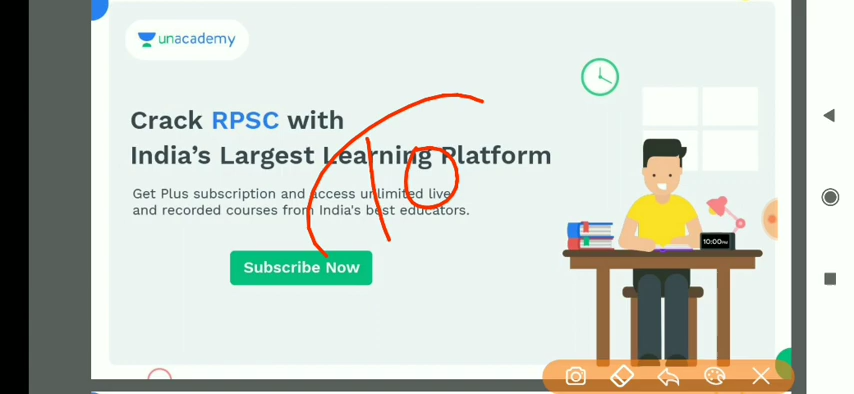 unacademy
Crack RPSC with
India's Largest Learning Platform
Get Plus subscription and access unlimited live
and recorded courses from India's best educators.
Subscribe Now
10:00PM
10